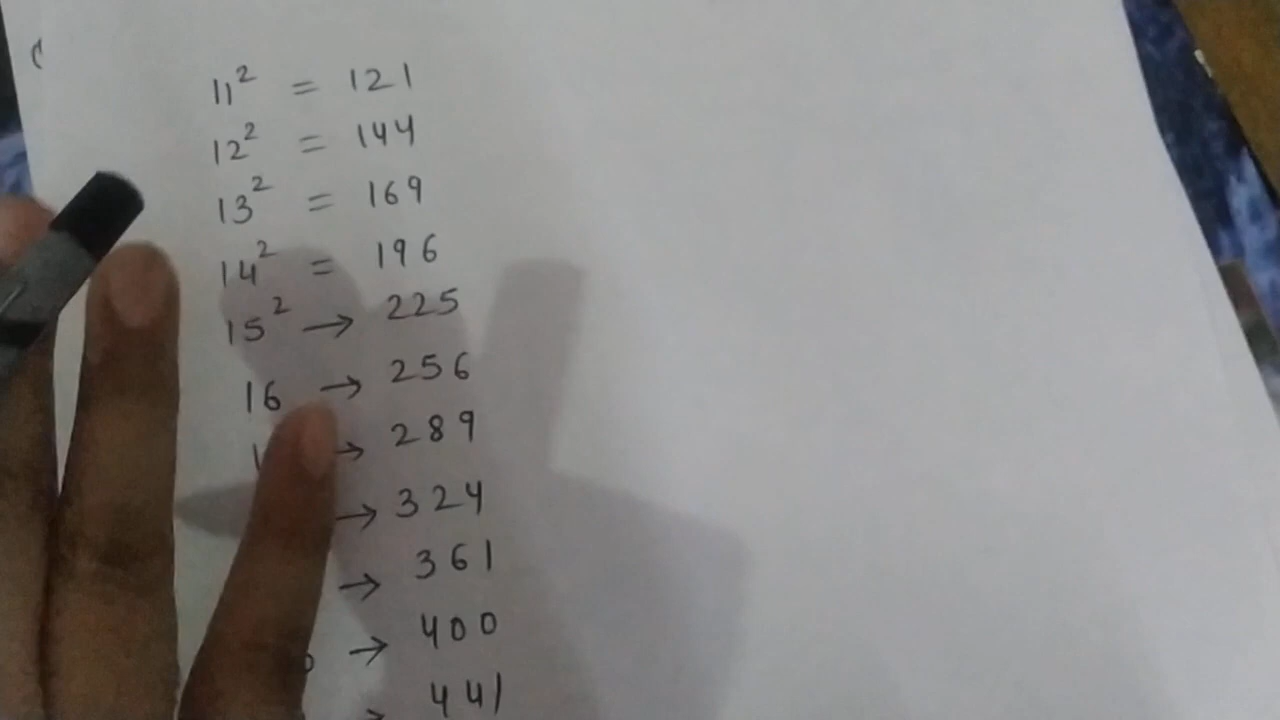 11² = 121
12² = 144
13² = 169
14² = 196
15² → 225
16 → 256
→ 289
→ 324
→ 361
→ 400
→ 441